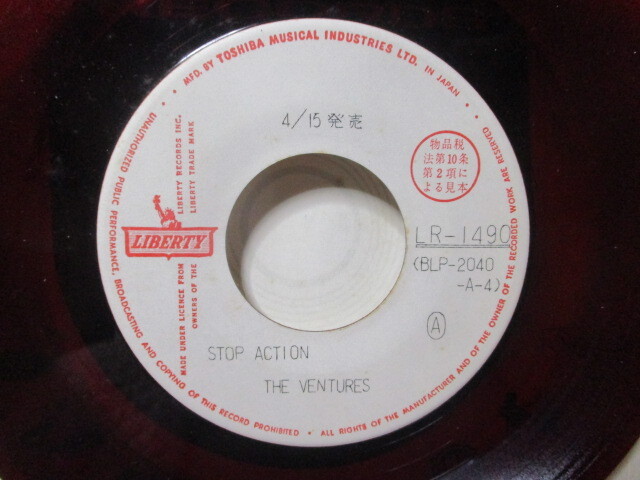 • MFD. BY TOSHIBA MUSICAL INDUSTRIES LTD. IN JAPAN •
UNAUTHORIZED PUBLIC PERFORMANCE, BROADCASTING AND COPYING OF THIS RECORD PROHIBITED • ALL RIGHTS OF THE MANUFACTURER AND OF THE OWNER OF THE RECORDED WORK ARE RESERVED
MADE UNDER LICENCE FROM LIBERTY RECORDS INC.
OWNERS OF THE LIBERTY TRADE MARK
4/15発売
物品税
法第10条
第2項に
よる見本
LIBERTY
LR-1490
(BLP-2040
-A-4)
A
STOP ACTION
THE VENTURES